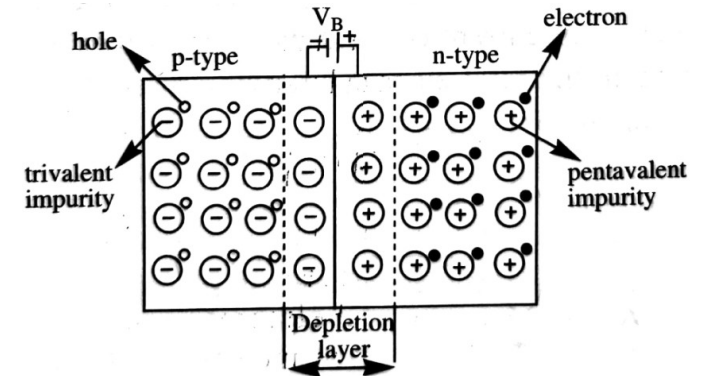 V_B
− +
electron
hole
p-type
n-type
trivalent
impurity
pentavalent
impurity
Depletion
layer